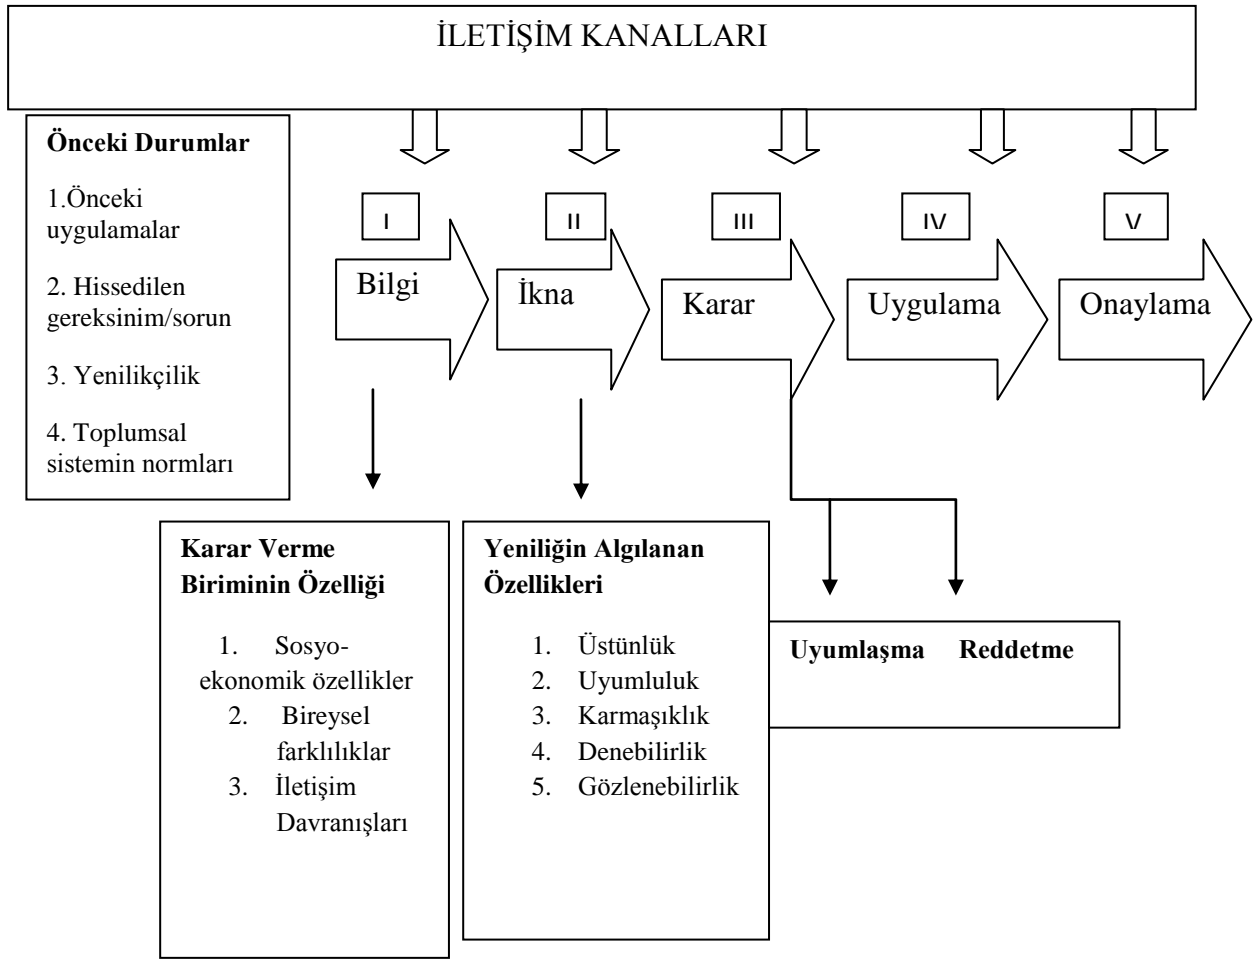 İLETİŞİM KANALLARI
Önceki Durumlar
1.Önceki
uygulamalar
2. Hissedilen
gereksinim/sorun
3. Yenilikçilik
4. Toplumsal
sistemin normları
I
II
III
IV
V
Bilgi
İkna
Karar
Uygulama
Onaylama
Karar Verme
Biriminin Özelliği
1. Sosyo-
ekonomik özellikler
2. Bireysel
farklılıklar
3. İletişim
Davranışları
Yeniliğin Algılanan
Özellikleri
1. Üstünlük
2. Uyumluluk
3. Karmaşıklık
4. Denebilirlik
5. Gözlenebilirlik
Uyumlaşma Reddetme